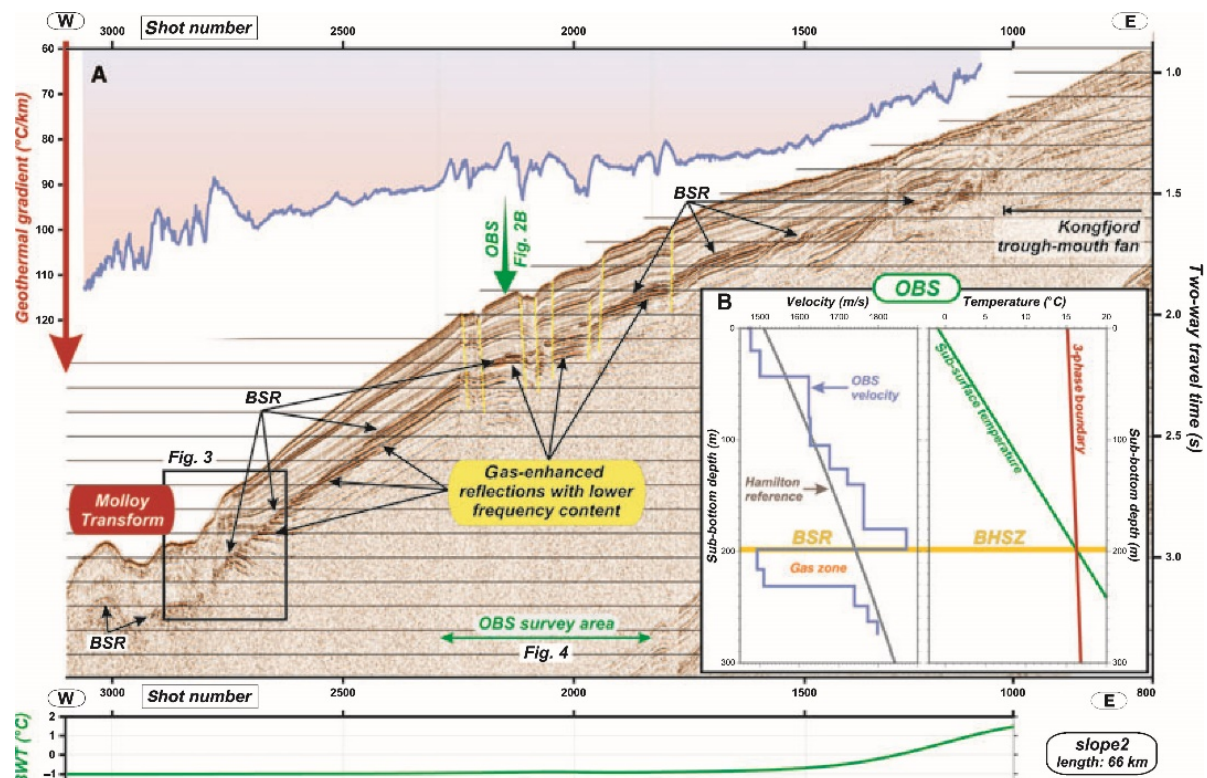 W
Shot number
E
3000
2500
2000
1500
1000
60
70
80
90
100
110
120
Geothermal gradient (°C/km)
A
1.0
1.5
2.0
2.5
3.0
Two-way travel time (s)
BSR
OBS
Fig. 2B
Kongfjord
trough-mouth fan
BSR
Fig. 3
Molloy
Transform
Gas-enhanced
reflections with lower
frequency content
BSR
OBS survey area
Fig. 4
B
Velocity (m/s)
OBS
Temperature (°C)
1500
1600
1700
1800
0
5
10
15
20
0
100
200
300
Sub-bottom depth (m)
OBS
velocity
Hamilton
reference
BSR
Gas zone
Sub-surface temperature
3-phase boundary
BHSZ
0
100
200
300
Sub-bottom depth (m)
W
Shot number
E
3000
2500
2000
1500
1000
800
BWT (°C)
2
1
0
-1
slope2
length: 66 km